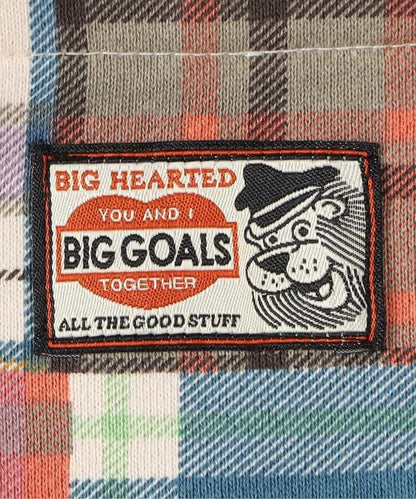 BIG HEARTED
YOU AND I
BIG GOALS
TOGETHER
ALL THE GOOD STUFF